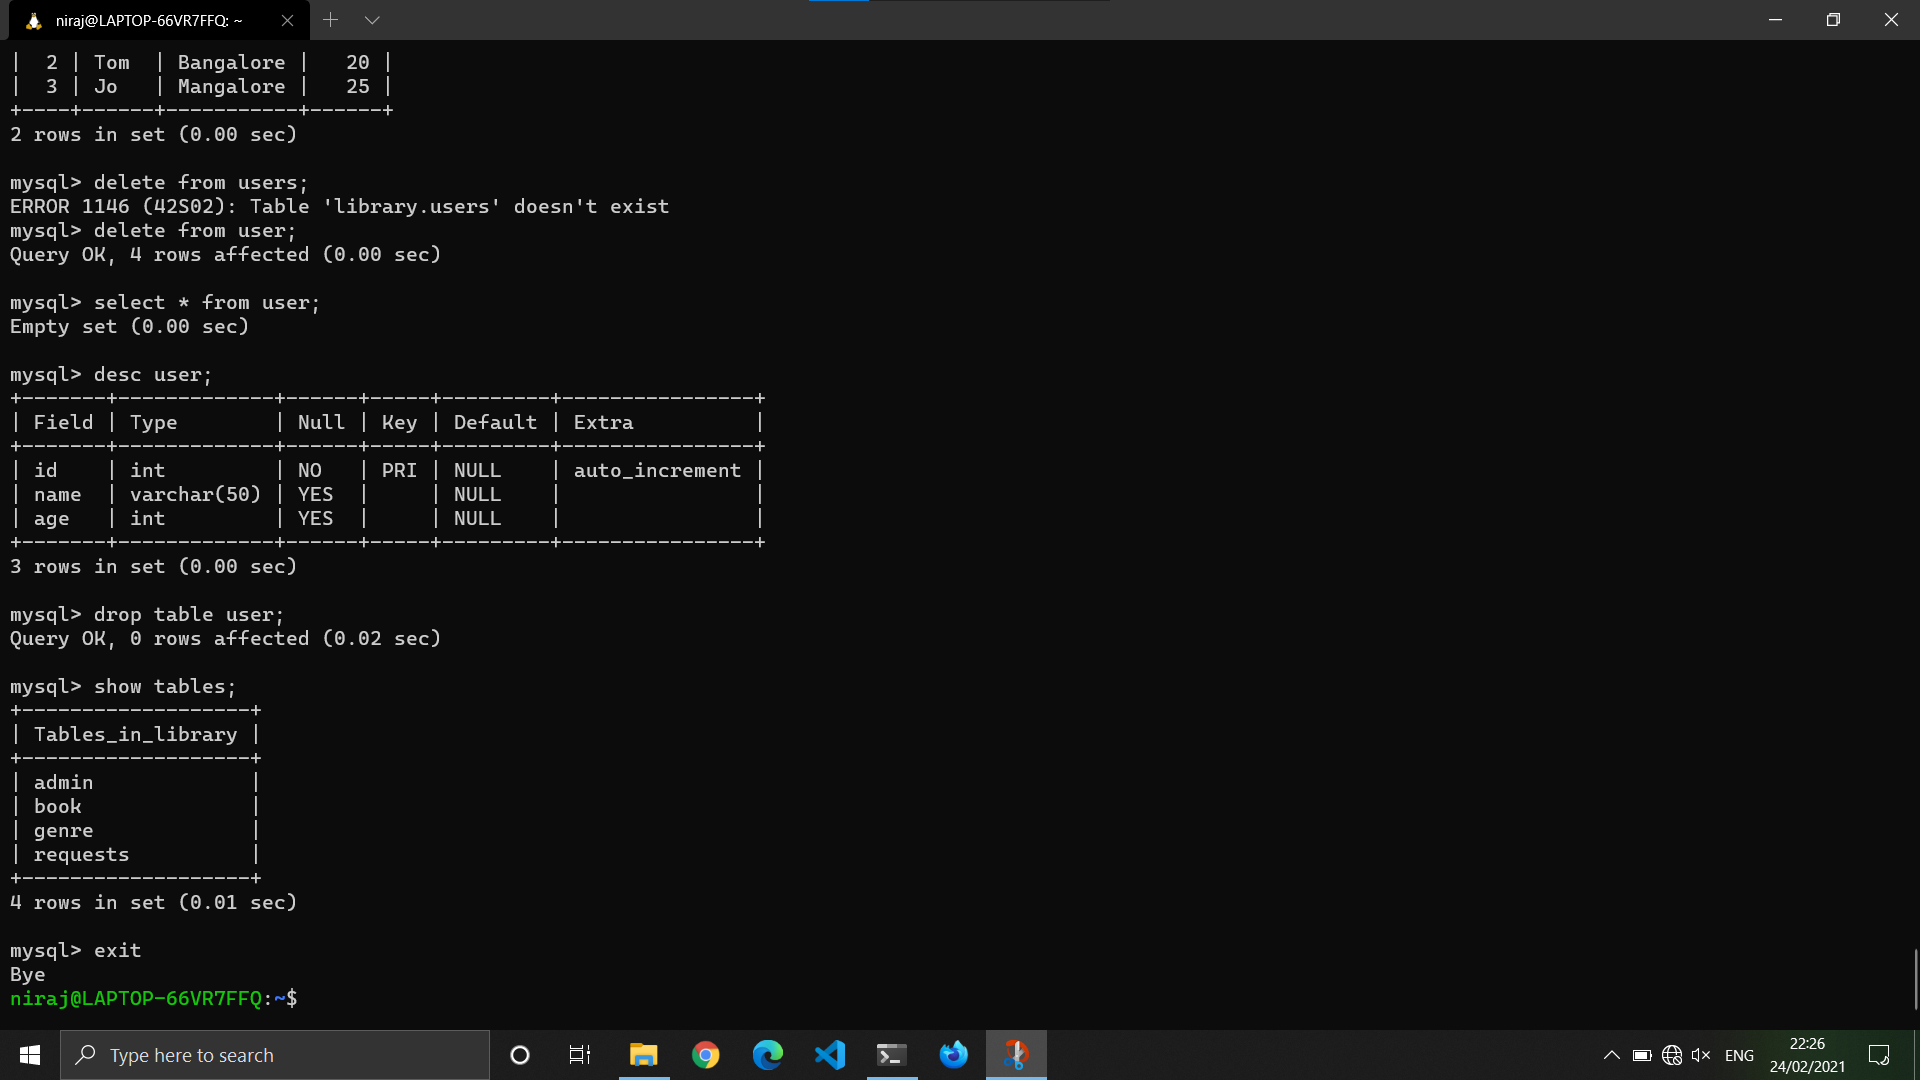 niraj@LAPTOP-66VR7FFQ: ~
|  2 | Tom  | Bangalore |   20 |
|  3 | Jo   | Mangalore |   25 |
+----+------+-----------+------+
2 rows in set (0.00 sec)

mysql> delete from users;
ERROR 1146 (42S02): Table 'library.users' doesn't exist
mysql> delete from user;
Query OK, 4 rows affected (0.00 sec)

mysql> select * from user;
Empty set (0.00 sec)

mysql> desc user;
+-------+-------------+------+-----+---------+----------------+
| Field | Type        | Null | Key | Default | Extra          |
+-------+-------------+------+-----+---------+----------------+
| id    | int         | NO   | PRI | NULL    | auto_increment |
| name  | varchar(50) | YES  |     | NULL    |                |
| age   | int         | YES  |     | NULL    |                |
+-------+-------------+------+-----+---------+----------------+
3 rows in set (0.00 sec)

mysql> drop table user;
Query OK, 0 rows affected (0.02 sec)

mysql> show tables;
+-------------------+
| Tables_in_library |
+-------------------+
| admin             |
| book              |
| genre             |
| requests          |
+-------------------+
4 rows in set (0.01 sec)

mysql> exit
Bye
niraj@LAPTOP-66VR7FFQ:~$
Type here to search
ENG
22:26
24/02/2021